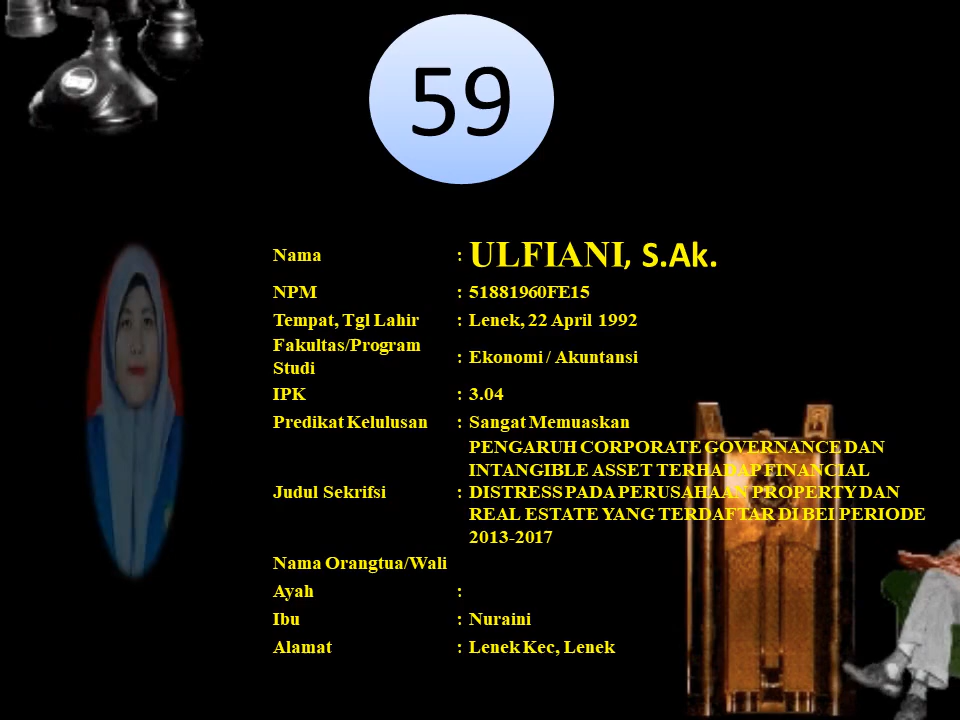 59
Nama : ULFIANI, S.Ak.
NPM : 51881960FE15
Tempat, Tgl Lahir : Lenek, 22 April 1992
Fakultas/Program
Studi : Ekonomi / Akuntansi
IPK : 3.04
Predikat Kelulusan : Sangat Memuaskan
PENGARUH CORPORATE GOVERNANCE DAN
INTANGIBLE ASSET TERHADAP FINANCIAL
Judul Sekrifsi : DISTRESS PADA PERUSAHAAN PROPERTY DAN
REAL ESTATE YANG TERDAFTAR DI BEI PERIODE
2013-2017
Nama Orangtua/Wali
Ayah :
Ibu : Nuraini
Alamat : Lenek Kec, Lenek